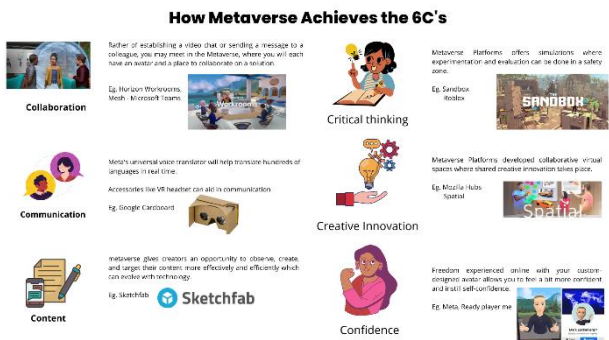 How Metaverse Achieves the 6C's
Rather of establishing a video chat or sending a message to a
colleague, you may meet in the Metaverse, where you will each
have an avatar and a place to collaborate on a solution.
Eg. Horizon Workrooms,
Mesh - Microsoft Teams
Workrooms
Collaboration
Metaverse Platforms offers simulations where
experimentation and evaluation can be done in a safety
zone.
Eg. Sandbox
Roblox
THE
SANDBOX
Critical thinking
Meta's universal voice translator will help translate hundreds of
languages in real time.
Accessories like VR headset can aid in communication
Eg. Google Cardboard
Communication
Metaverse Platforms developed collaborative virtual
spaces where shared creative innovation takes place.
Eg. Mozilla Hubs
Spatial
Spatial
Creative Innovation
metaverse gives creators an opportunity to observe, create,
and target their content more effectively and efficiently which
can evolve with technology.
Eg. Sketchfab
Sketchfab
Content
Freedom experienced online with your custom-
designed avatar allows you to feel a bit more confident
and instill self-confidence.
Eg. Meta, Ready player me
Confidence